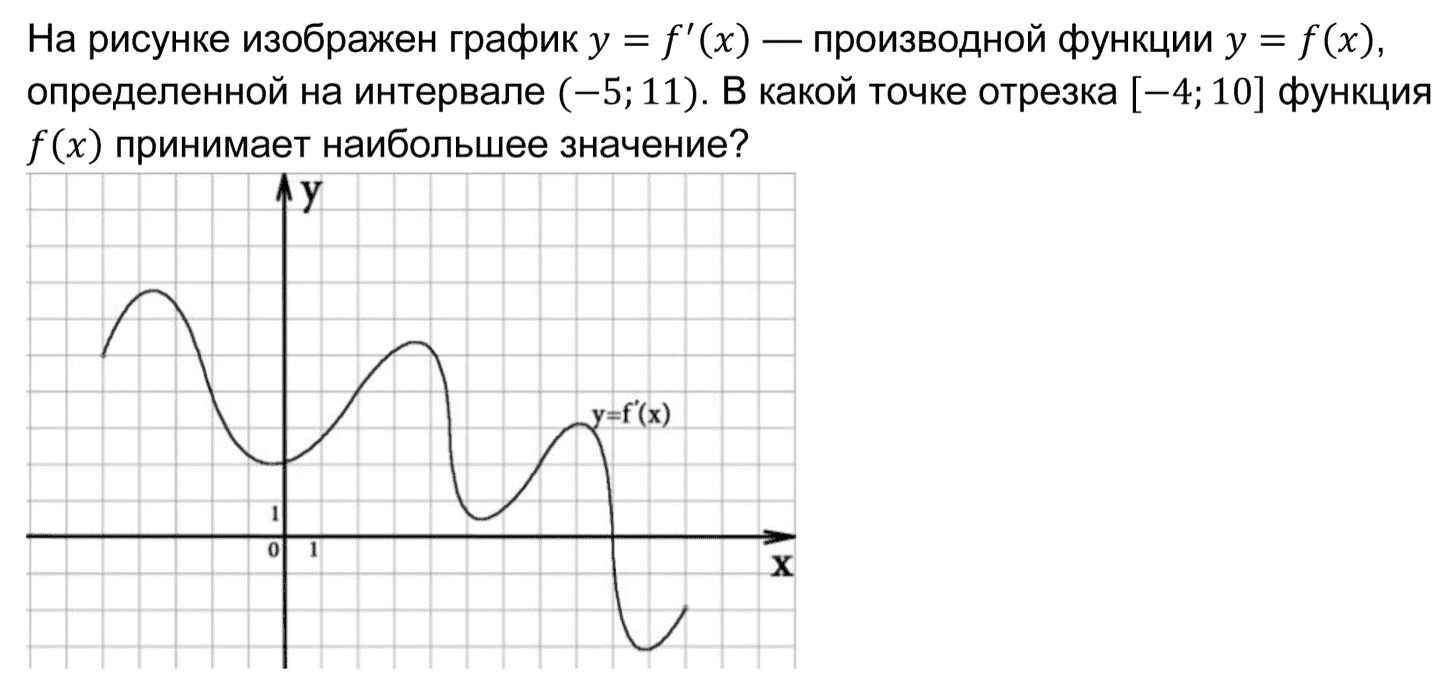 На рисунке изображен график y = f′(x) — производной функции y = f(x),
определенной на интервале (−5; 11). В какой точке отрезка [−4; 10] функция
f(x) принимает наибольшее значение?
y
y=f'(x)
1
0 1
x